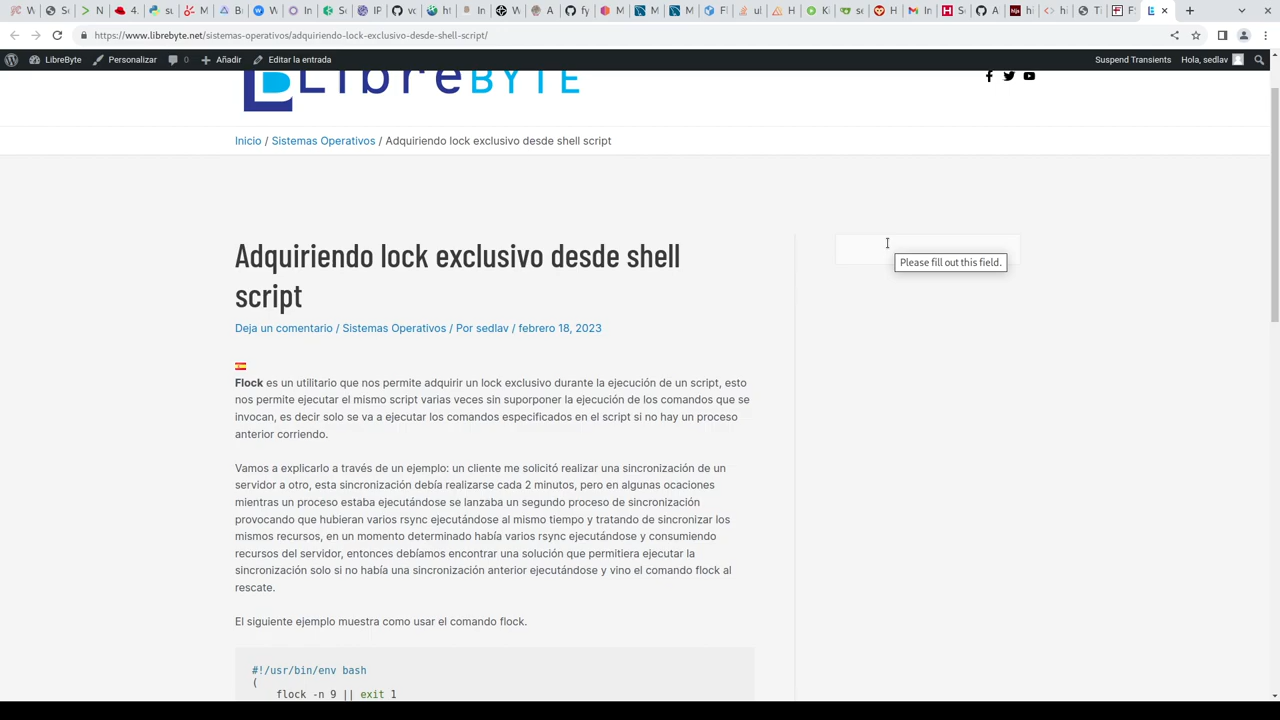 https://www.librebyte.net/sistemas-operativos/adquiriendo-lock-exclusivo-desde-shell-script/
LibreByte Personalizar 0 Añadir Editar la entrada Suspend Transients Hola, sedlav
LibreBYTE
Inicio / Sistemas Operativos / Adquiriendo lock exclusivo desde shell script
Adquiriendo lock exclusivo desde shell
script
Please fill out this field.
Deja un comentario / Sistemas Operativos / Por sedlav / febrero 18, 2023
Flock es un utilitario que nos permite adquirir un lock exclusivo durante la ejecución de un script, esto
nos permite ejecutar el mismo script varias veces sin suporponer la ejecución de los comandos que se
invocan, es decir solo se va a ejecutar los comandos especificados en el script si no hay un proceso
anterior corriendo.
Vamos a explicarlo a través de un ejemplo: un cliente me solicitó realizar una sincronización de un
servidor a otro, esta sincronización debía realizarse cada 2 minutos, pero en algunas ocaciones
mientras un proceso estaba ejecutándose se lanzaba un segundo proceso de sincronización
provocando que hubieran varios rsync ejecutándose al mismo tiempo y tratando de sincronizar los
mismos recursos, en un momento determinado había varios rsync ejecutándose y consumiendo
recursos del servidor, entonces debíamos encontrar una solución que permitiera ejecutar la
sincronización solo si no había una sincronización anterior ejecutándose y vino el comando flock al
rescate.
El siguiente ejemplo muestra como usar el comando flock.
#!/usr/bin/env bash
(
flock -n 9 || exit 1